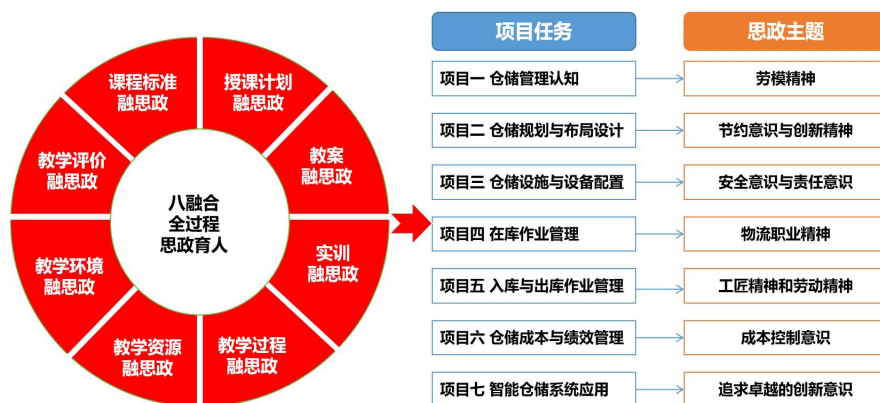 课程标准
融思政
授课计划
融思政
教案
融思政
实训
融思政
教学过程
融思政
教学资源
融思政
教学环境
融思政
教学评价
融思政
八融合
全过程
思政育人
项目任务
思政主题
项目一 仓储管理认知
劳模精神
项目二 仓储规划与布局设计
节约意识与创新精神
项目三 仓储设施与设备配置
安全意识与责任意识
项目四 在库作业管理
物流职业精神
项目五 入库与出库作业管理
工匠精神和劳动精神
项目六 仓储成本与绩效管理
成本控制意识
项目七 智能仓储系统应用
追求卓越的创新意识